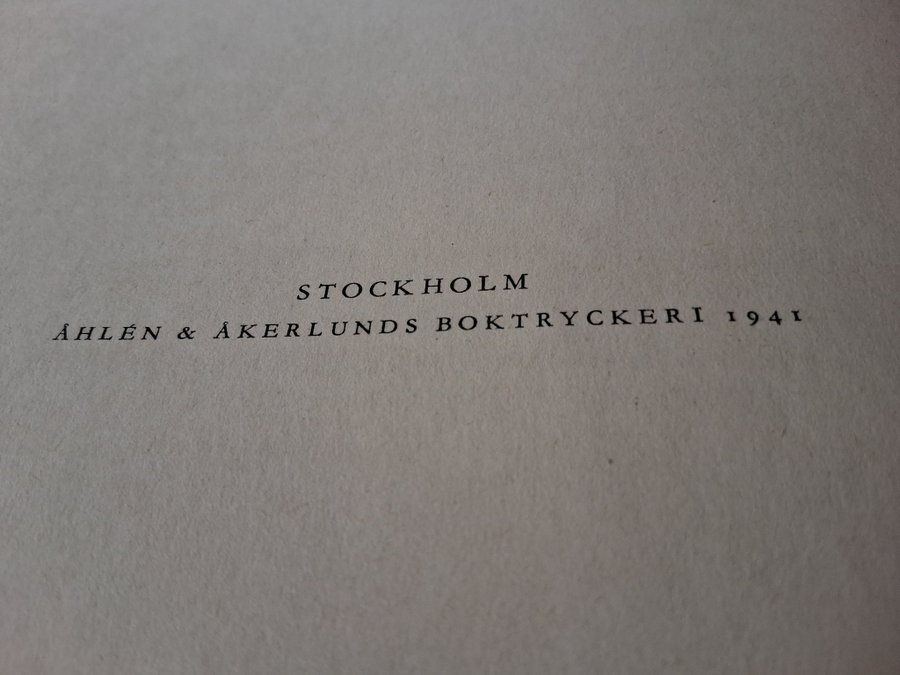 STOCKHOLM
ÅHLÉN & ÅKERLUNDS BOKTRYCKERI 1941